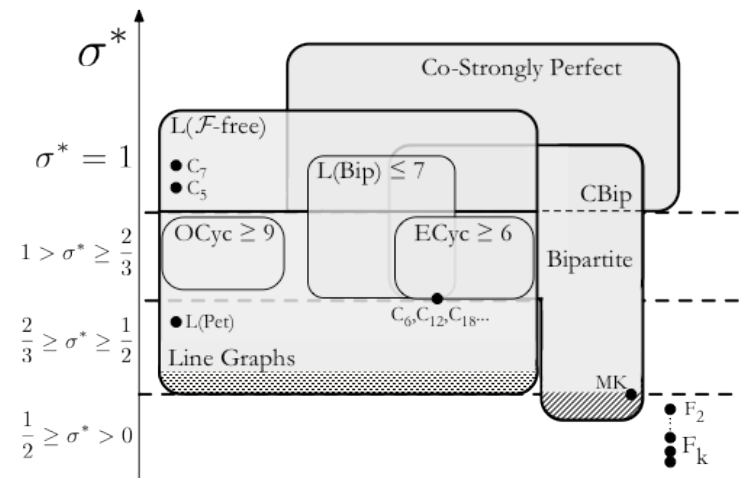 σ*
Co-Strongly Perfect
L(ℱ-free)
σ* = 1
C₇
C₅
L(Bip) ≤ 7
CBip
OCyc ≥ 9
ECyc ≥ 6
1 > σ* ≥ 2/3
Bipartite
C₆,C₁₂,C₁₈...
L(Pet)
2/3 ≥ σ* ≥ 1/2
Line Graphs
MK
F₂
1/2 ≥ σ* > 0
Fₖ